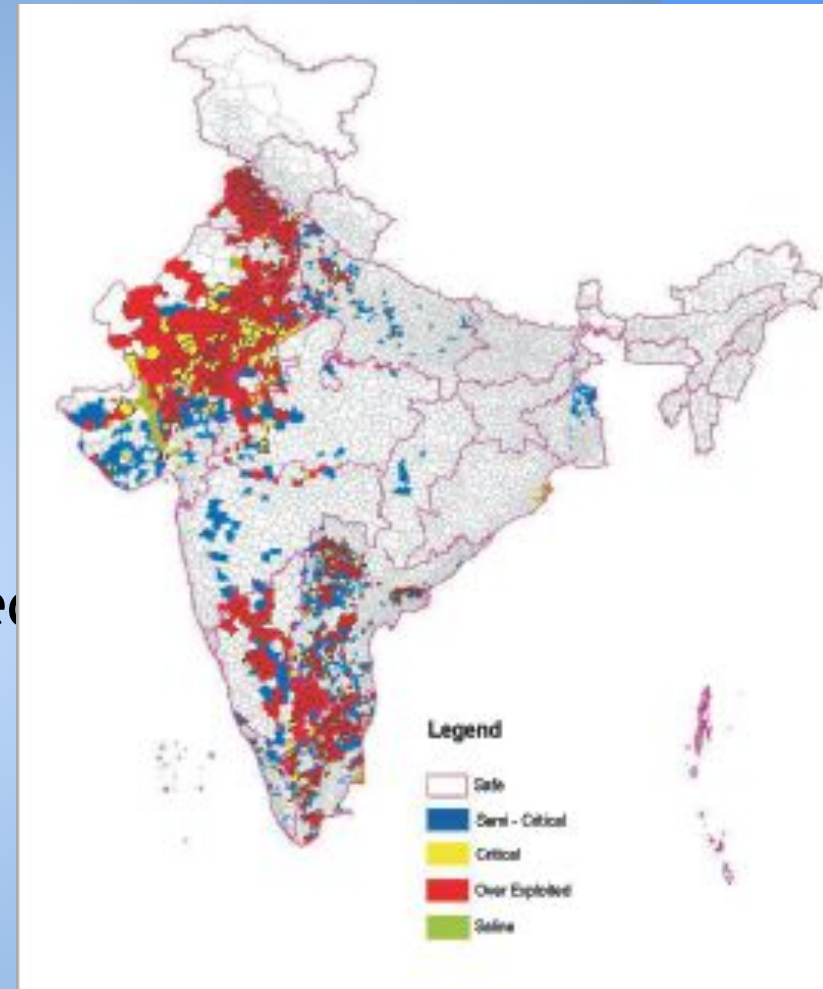 Legend
Safe
Semi - Critical
Critical
Over Exploited
Saline